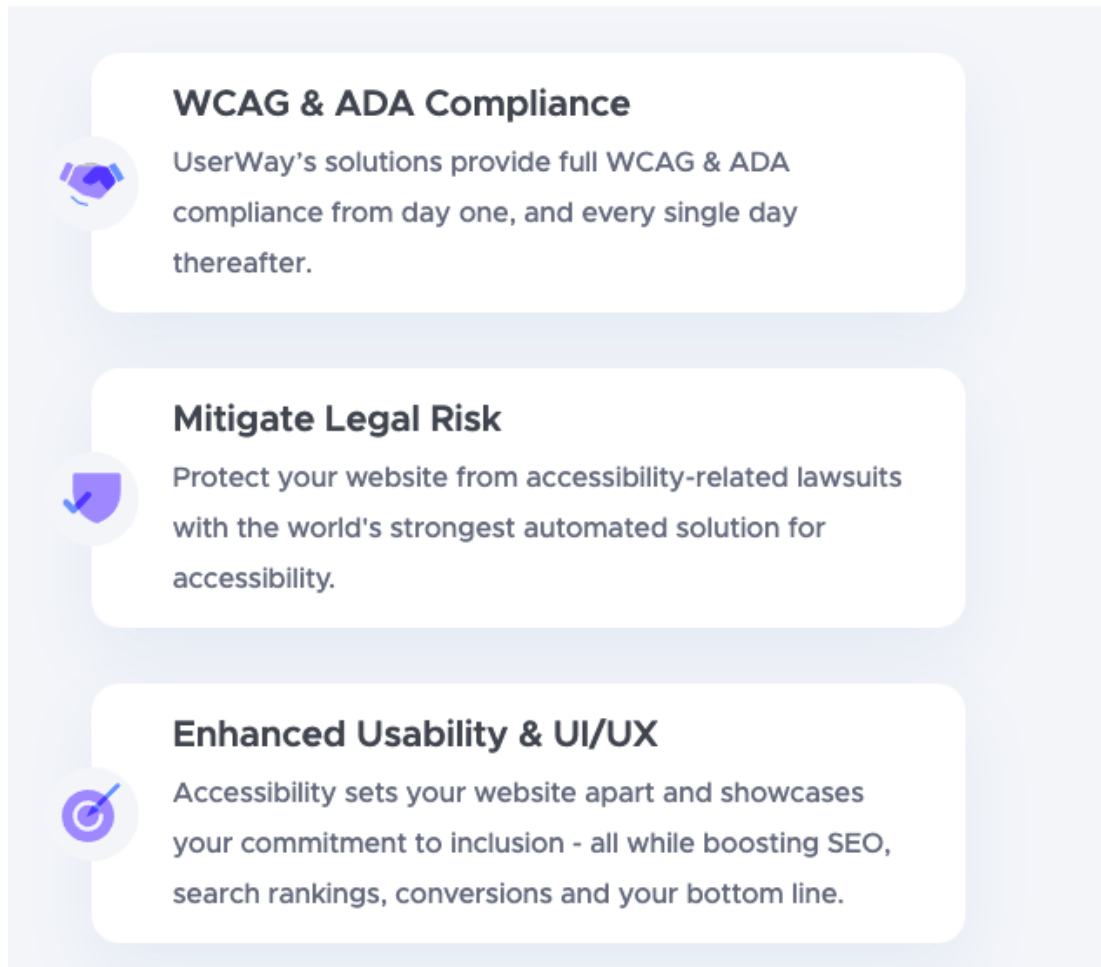 WCAG & ADA Compliance
UserWay’s solutions provide full WCAG & ADA
compliance from day one, and every single day
thereafter.
Mitigate Legal Risk
Protect your website from accessibility-related lawsuits
with the world's strongest automated solution for
accessibility.
Enhanced Usability & UI/UX
Accessibility sets your website apart and showcases
your commitment to inclusion - all while boosting SEO,
search rankings, conversions and your bottom line.